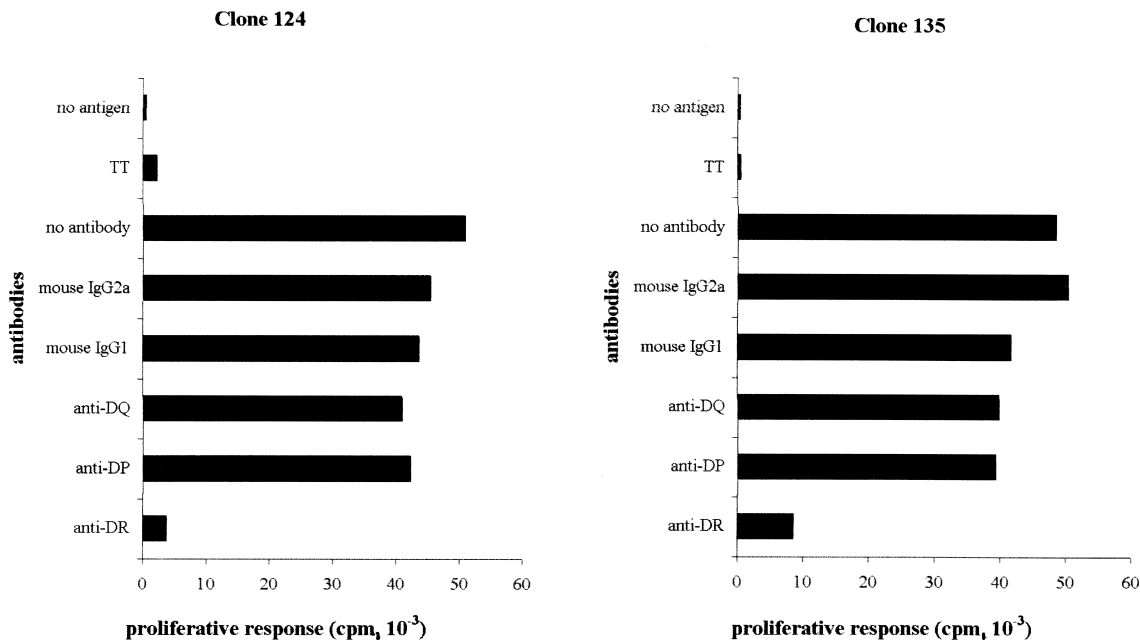 Clone 124
no antigen
TT
no antibody
mouse IgG2a
mouse IgG1
anti-DQ
anti-DP
anti-DR
antibodies
0 10 20 30 40 50 60
proliferative response (cpm, 10⁻³)
Clone 135
no antigen
TT
no antibody
mouse IgG2a
mouse IgG1
anti-DQ
anti-DP
anti-DR
antibodies
0 10 20 30 40 50 60
proliferative response (cpm, 10⁻³)